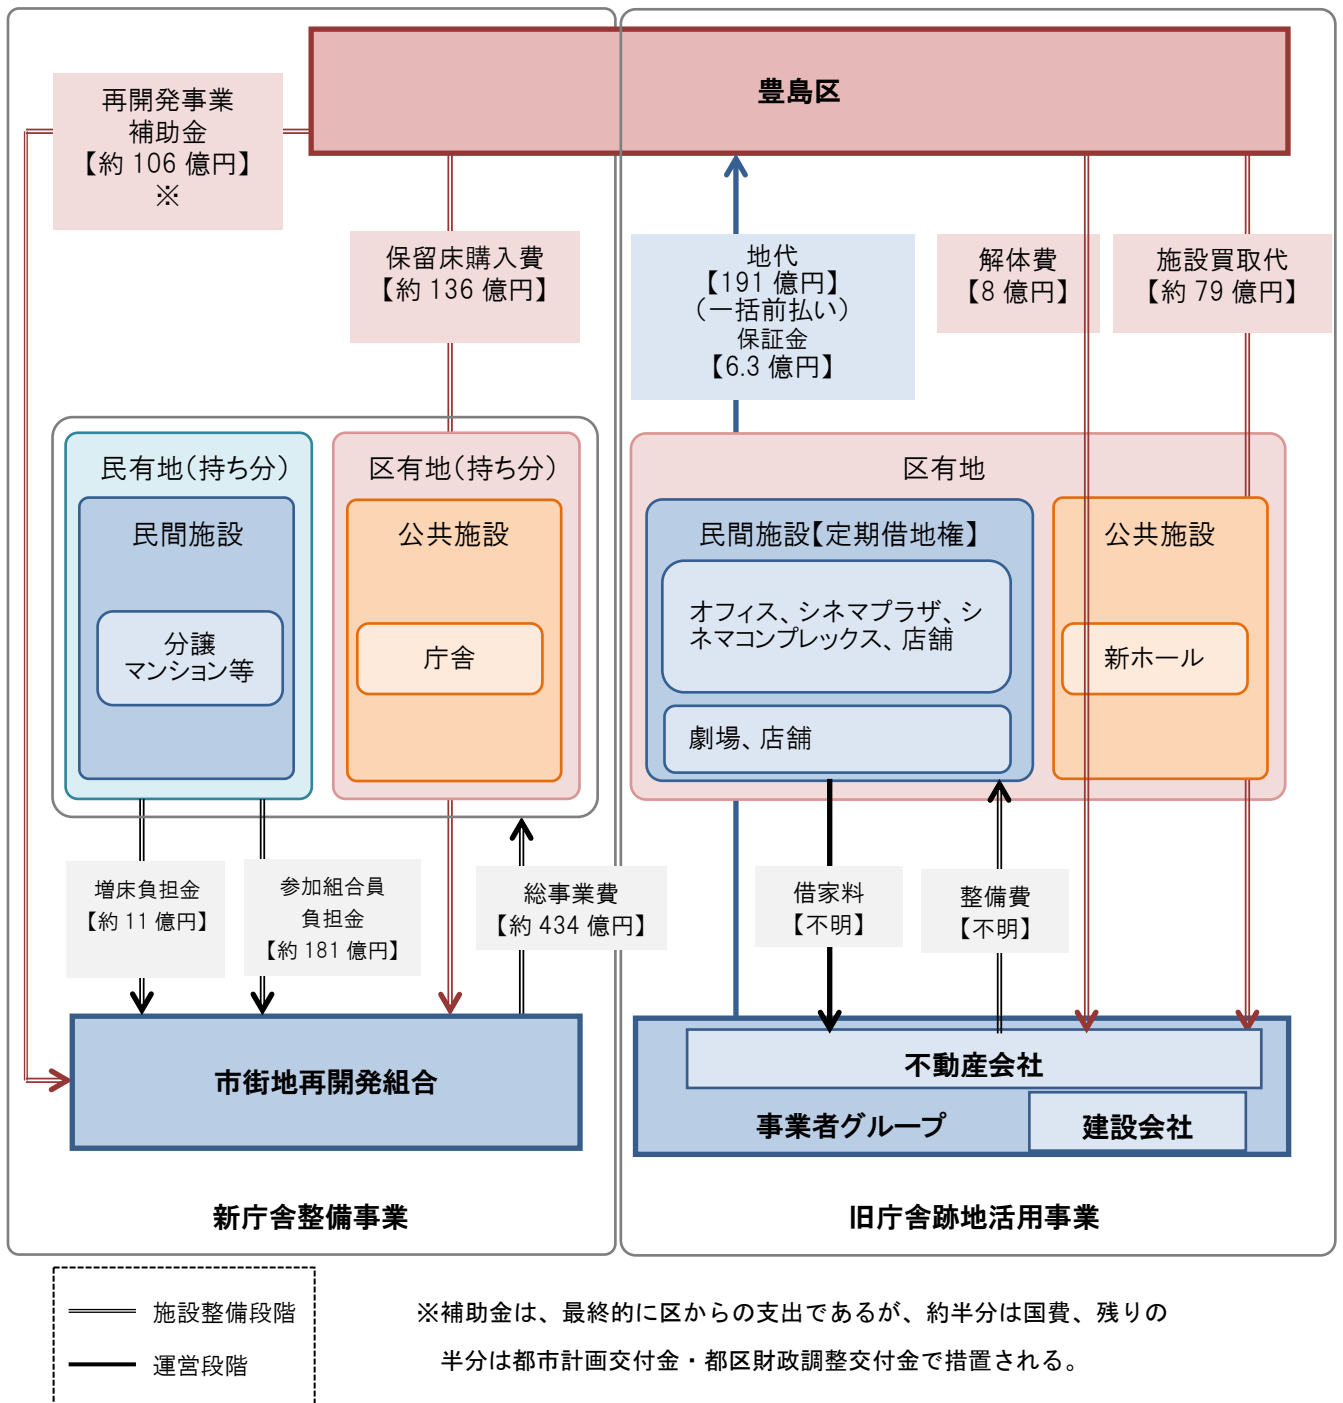 豊島区
再開発事業
補助金
【約 106 億円】
※
保留床購入費
【約 136 億円】
地代
【191 億円】
（一括前払い）
保証金
【6.3 億円】
解体費
【8 億円】
施設買取代
【約 79 億円】
民有地（持ち分）
民間施設
分譲
マンション等
区有地（持ち分）
公共施設
庁舎
区有地
民間施設【定期借地権】
オフィス、シネマプラザ、シ
ネマコンプレックス、店舗
劇場、店舗
公共施設
新ホール
増床負担金
【約 11 億円】
参加組合員
負担金
【約 181 億円】
総事業費
【約 434 億円】
借家料
【不明】
整備費
【不明】
市街地再開発組合
不動産会社
事業者グループ
建設会社
新庁舎整備事業
旧庁舎跡地活用事業
施設整備段階
運営段階
※補助金は、最終的に区からの支出であるが、約半分は国費、残りの
半分は都市計画交付金・都区財政調整交付金で措置される。